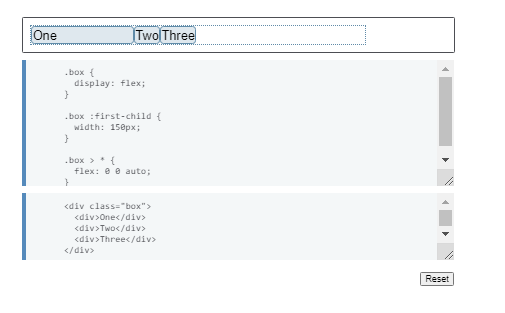 One Two Three
.box {
  display: flex;
}

.box :first-child {
  width: 150px;
}

.box > * {
  flex: 0 0 auto;
}
<div class="box">
  <div>One</div>
  <div>Two</div>
  <div>Three</div>
</div>
Reset